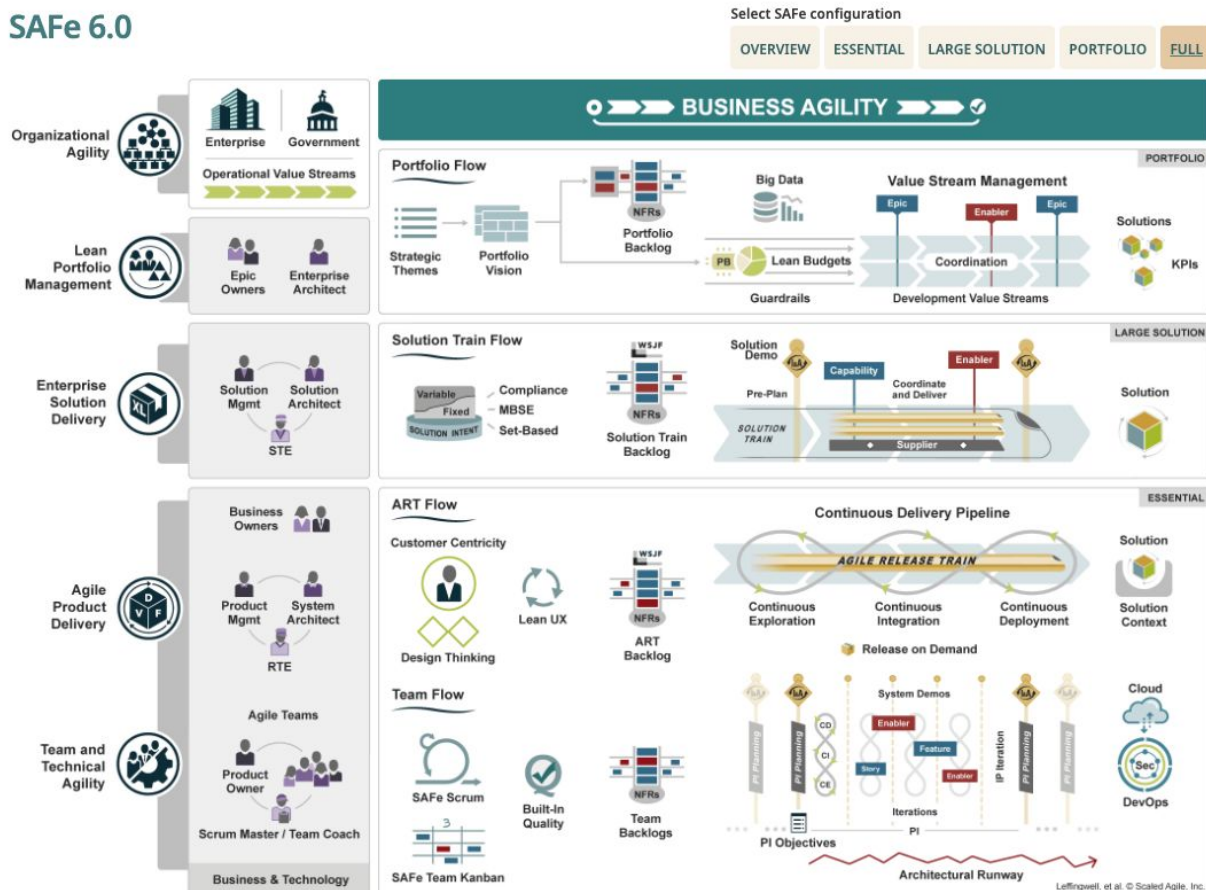 SAFe 6.0
Select SAFe configuration
OVERVIEW
ESSENTIAL
LARGE SOLUTION
PORTFOLIO
FULL
Organizational
Agility
Enterprise
Government
Operational Value Streams
BUSINESS AGILITY
Lean
Portfolio
Management
Epic
Owners
Enterprise
Architect
PORTFOLIO
Portfolio Flow
Strategic
Themes
Portfolio
Vision
NFRs
Portfolio
Backlog
Big Data
PB
Lean Budgets
Guardrails
Value Stream Management
Epic
Enabler
Epic
Coordination
Development Value Streams
Solutions
KPIs
Enterprise
Solution
Delivery
XL
Solution
Mgmt
Solution
Architect
STE
LARGE SOLUTION
Solution Train Flow
Variable
Fixed
SOLUTION INTENT
Compliance
MBSE
Set-Based
WSJF
NFRs
Solution Train
Backlog
Solution
Demo
I&A
Pre-Plan
Capability
Coordinate
and Deliver
Enabler
I&A
SOLUTION
TRAIN
Supplier
Solution
Agile
Product
Delivery
D
V
F
Business
Owners
Product
Mgmt
System
Architect
RTE
ESSENTIAL
ART Flow
Customer Centricity
Design Thinking
Lean UX
WSJF
NFRs
ART
Backlog
Continuous Delivery Pipeline
AGILE RELEASE TRAIN
Continuous
Exploration
Continuous
Integration
Continuous
Deployment
Release on Demand
Solution
Solution
Context
Team and
Technical
Agility
Agile Teams
Product
Owner
Scrum Master / Team Coach
Business & Technology
Team Flow
SAFe Scrum
3
SAFe Team Kanban
Built-In
Quality
NFRs
Team
Backlogs
I&A
I&A
System Demos
I&A
I&A
PI Planning
PI Planning
CD
CI
CE
Enabler
Story
Feature
Enabler
IP Iteration
PI Planning
PI Planning
Iterations
PI
PI Objectives
Architectural Runway
Cloud
Sec
DevOps
Leffingwell, et al. © Scaled Agile, Inc.